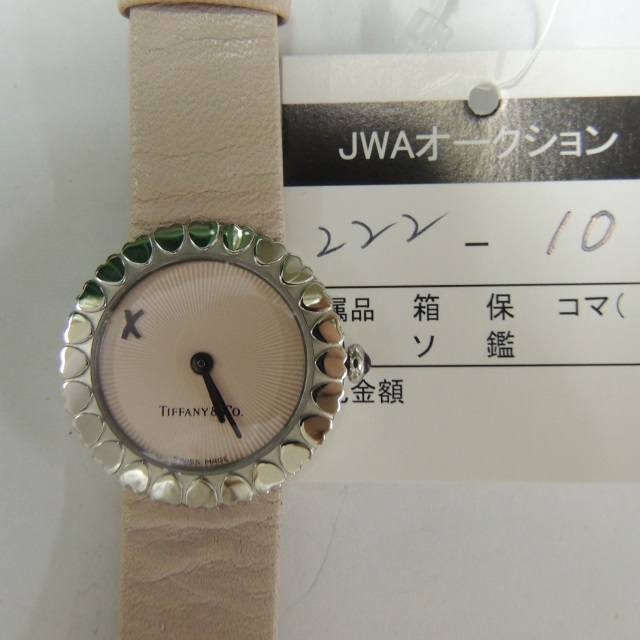 JWAオークション
222-10
属品 箱 保 コマ(
ソ 鑑
金額
X
TIFFANY & CO.
SWISS MADE